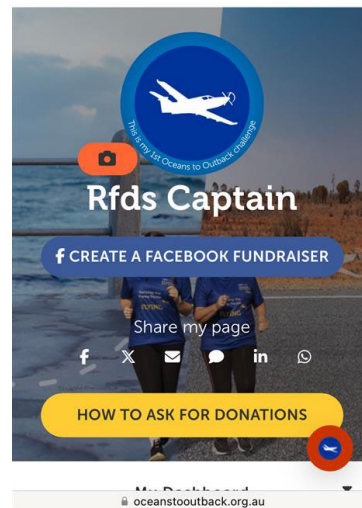 This is my 1st Oceans to Outback challenge
Rfds Captain
f CREATE A FACEBOOK FUNDRAISER
Share my page
HOW TO ASK FOR DONATIONS
My Dashboard
oceanstooutback.org.au